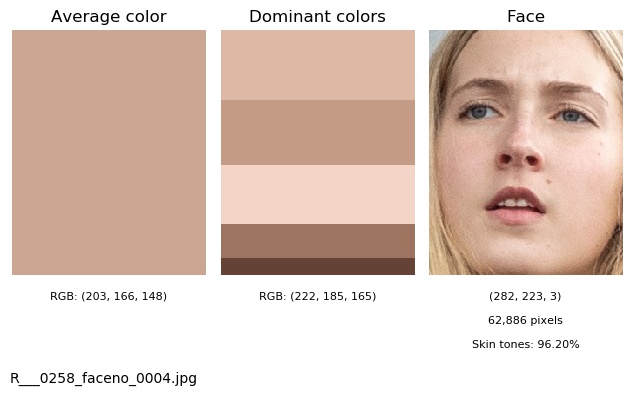 Average color
Dominant colors
Face
RGB: (203, 166, 148)
RGB: (222, 185, 165)
(282, 223, 3)
62,886 pixels
Skin tones: 96.20%
R___0258_faceno_0004.jpg